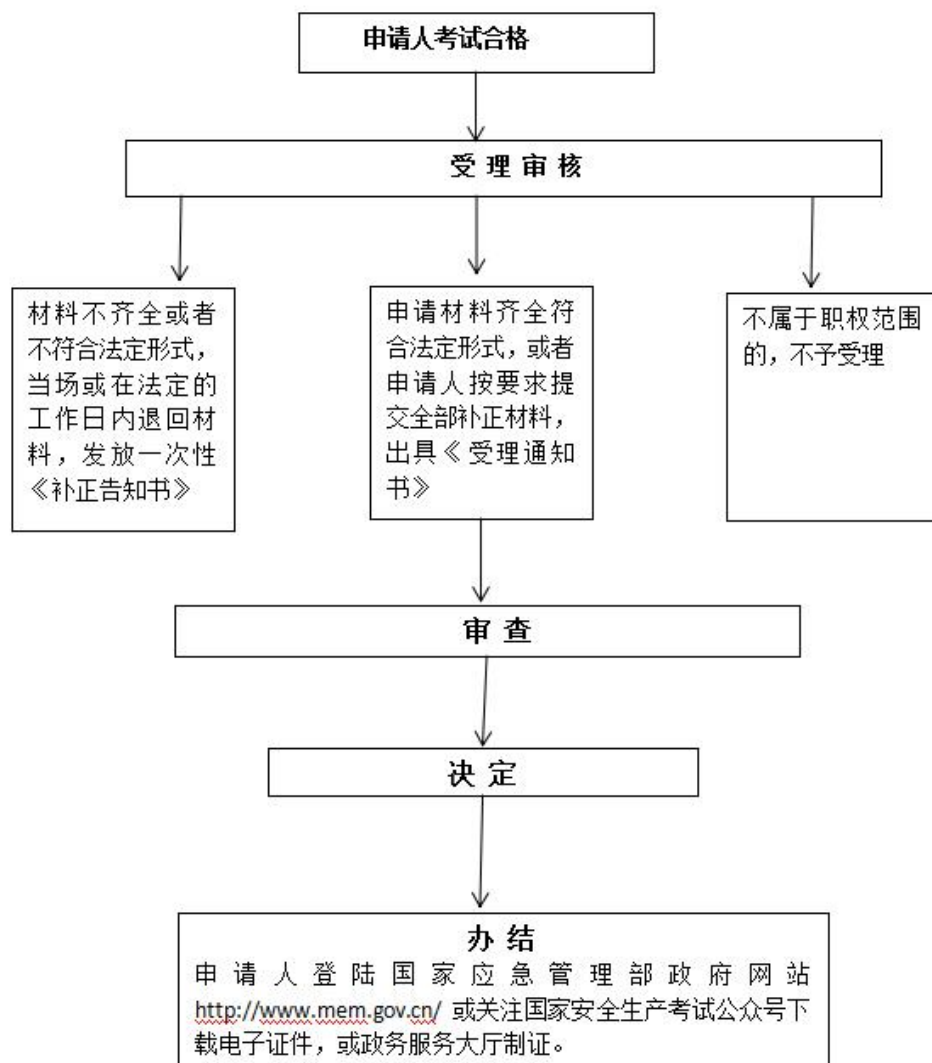 申请人考试合格
受 理 审 核
材料不齐全或者
不符合法定形式，
当场或在法定的
工作日内退回材
料，发放一次性
《补正告知书》
申请材料齐全符
合法定形式，或者
申请人按要求提
交全部补正材料，
出具《受理通知
书》
不属于职权范围
的，不予受理
审 查
决 定
办 结
申请人登陆国家应急管理部政府网站
http://www.mem.gov.cn/ 或关注国家安全生产考试公众号下
载电子证件，或政务服务大厅制证。